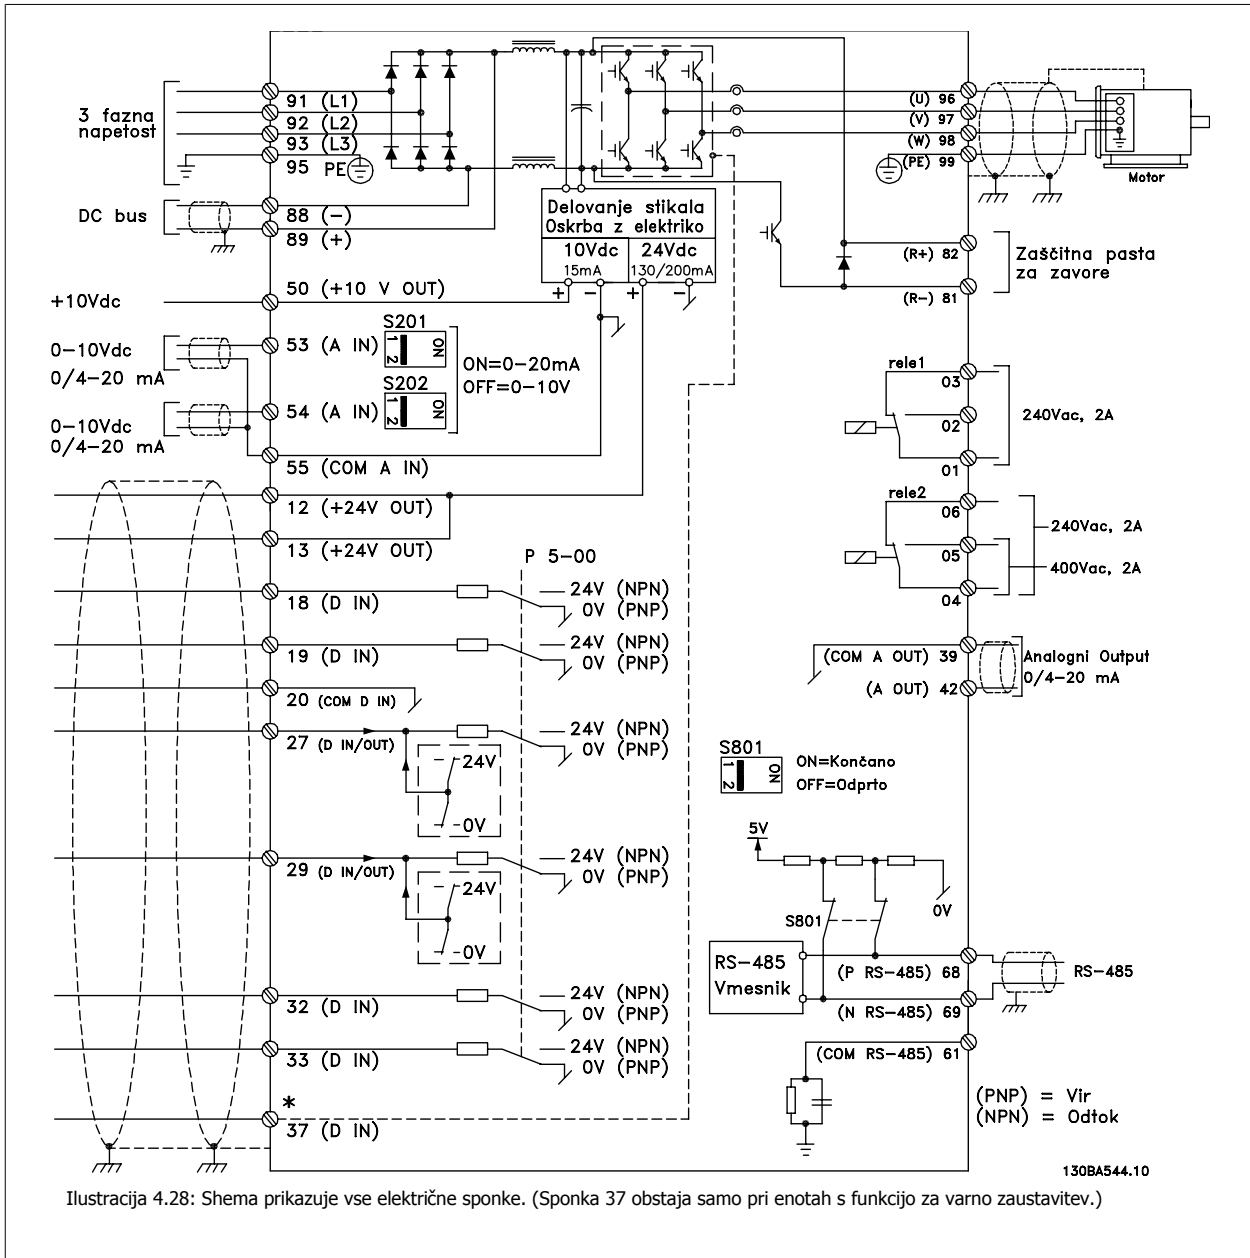 3 fazna
napetost
91 (L1)
92 (L2)
93 (L3)
95 PE
DC bus
88 (−)
89 (+)
+10Vdc
50 (+10 V OUT)
0−10Vdc
0/4−20 mA
53 (A IN)
S201
1 2 ON
ON=0−20mA
OFF=0−10V
S202
1 2 ON
0−10Vdc
0/4−20 mA
54 (A IN)
55 (COM A IN)
12 (+24V OUT)
13 (+24V OUT)
P 5-00
18 (D IN)
24V (NPN)
0V (PNP)
19 (D IN)
24V (NPN)
0V (PNP)
20 (COM D IN)
27 (D IN/OUT)
24V (NPN)
0V (PNP)
24V
0V
29 (D IN/OUT)
24V (NPN)
0V (PNP)
24V
0V
32 (D IN)
24V (NPN)
0V (PNP)
33 (D IN)
24V (NPN)
0V (PNP)
*
37 (D IN)
Delovanje stikala
Oskrba z elektriko
10Vdc
15mA
24Vdc
130/200mA
+ − + −
(U) 96
(V) 97
(W) 98
(PE) 99
Motor
(R+) 82
(R−) 81
Zaščitna pasta
za zavore
rele1
03
02
01
240Vac, 2A
rele2
06
05
04
240Vac, 2A
400Vac, 2A
(COM A OUT) 39
(A OUT) 42
Analogni Output
0/4−20 mA
S801
1 2 ON
ON=Končano
OFF=Odprto
5V
S801
0V
RS−485
Vmesnik
(P RS−485) 68
(N RS−485) 69
RS−485
(COM RS−485) 61
(PNP) = Vir
(NPN) = Odtok
130BA544.10
Ilustracija 4.28: Shema prikazuje vse električne sponke. (Sponka 37 obstaja samo pri enotah s funkcijo za varno zaustavitev.)